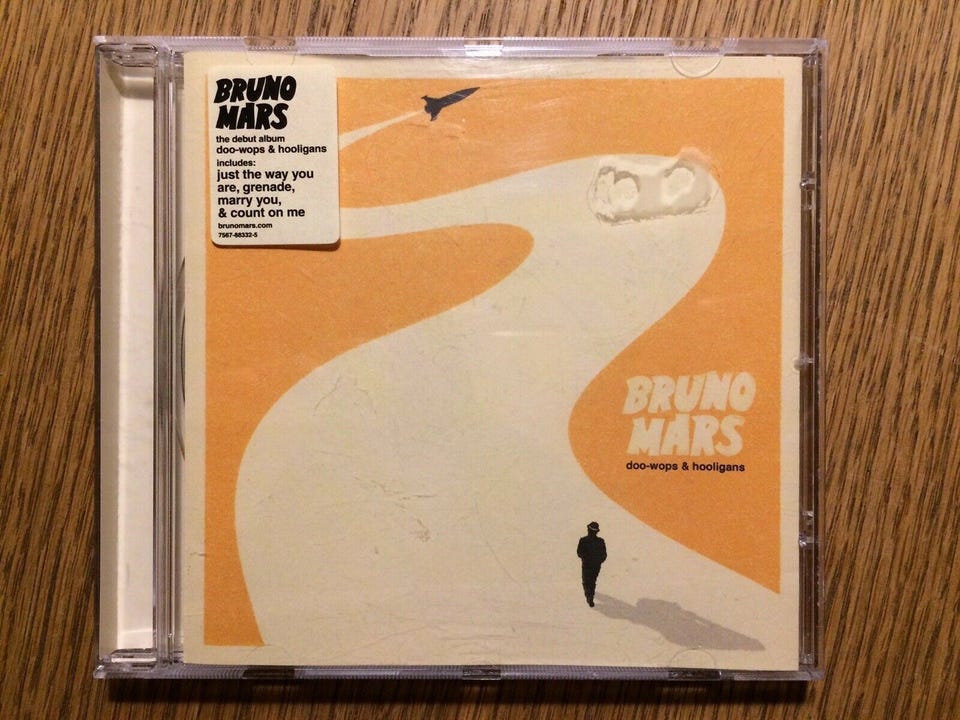 BRUNO
MARS
the debut album
doo-wops & hooligans
includes:
just the way you
are, grenade,
marry you,
& count on me
brunomars.com
7567-88332-5
BRUNO
MARS
doo-wops & hooligans